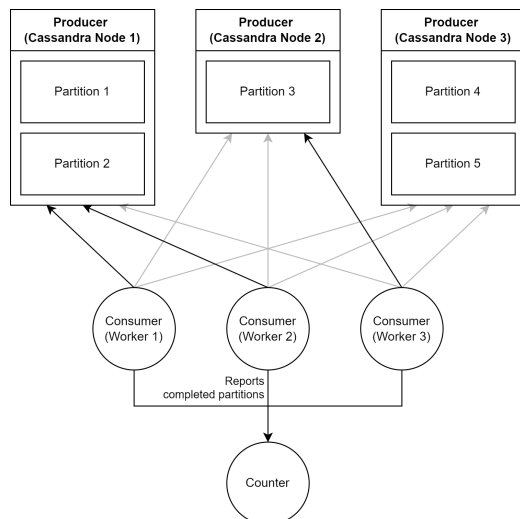 Producer
(Cassandra Node 1)
Partition 1
Partition 2
Producer
(Cassandra Node 2)
Partition 3
Producer
(Cassandra Node 3)
Partition 4
Partition 5
Consumer
(Worker 1)
Consumer
(Worker 2)
Consumer
(Worker 3)
Reports
completed partitions
Counter